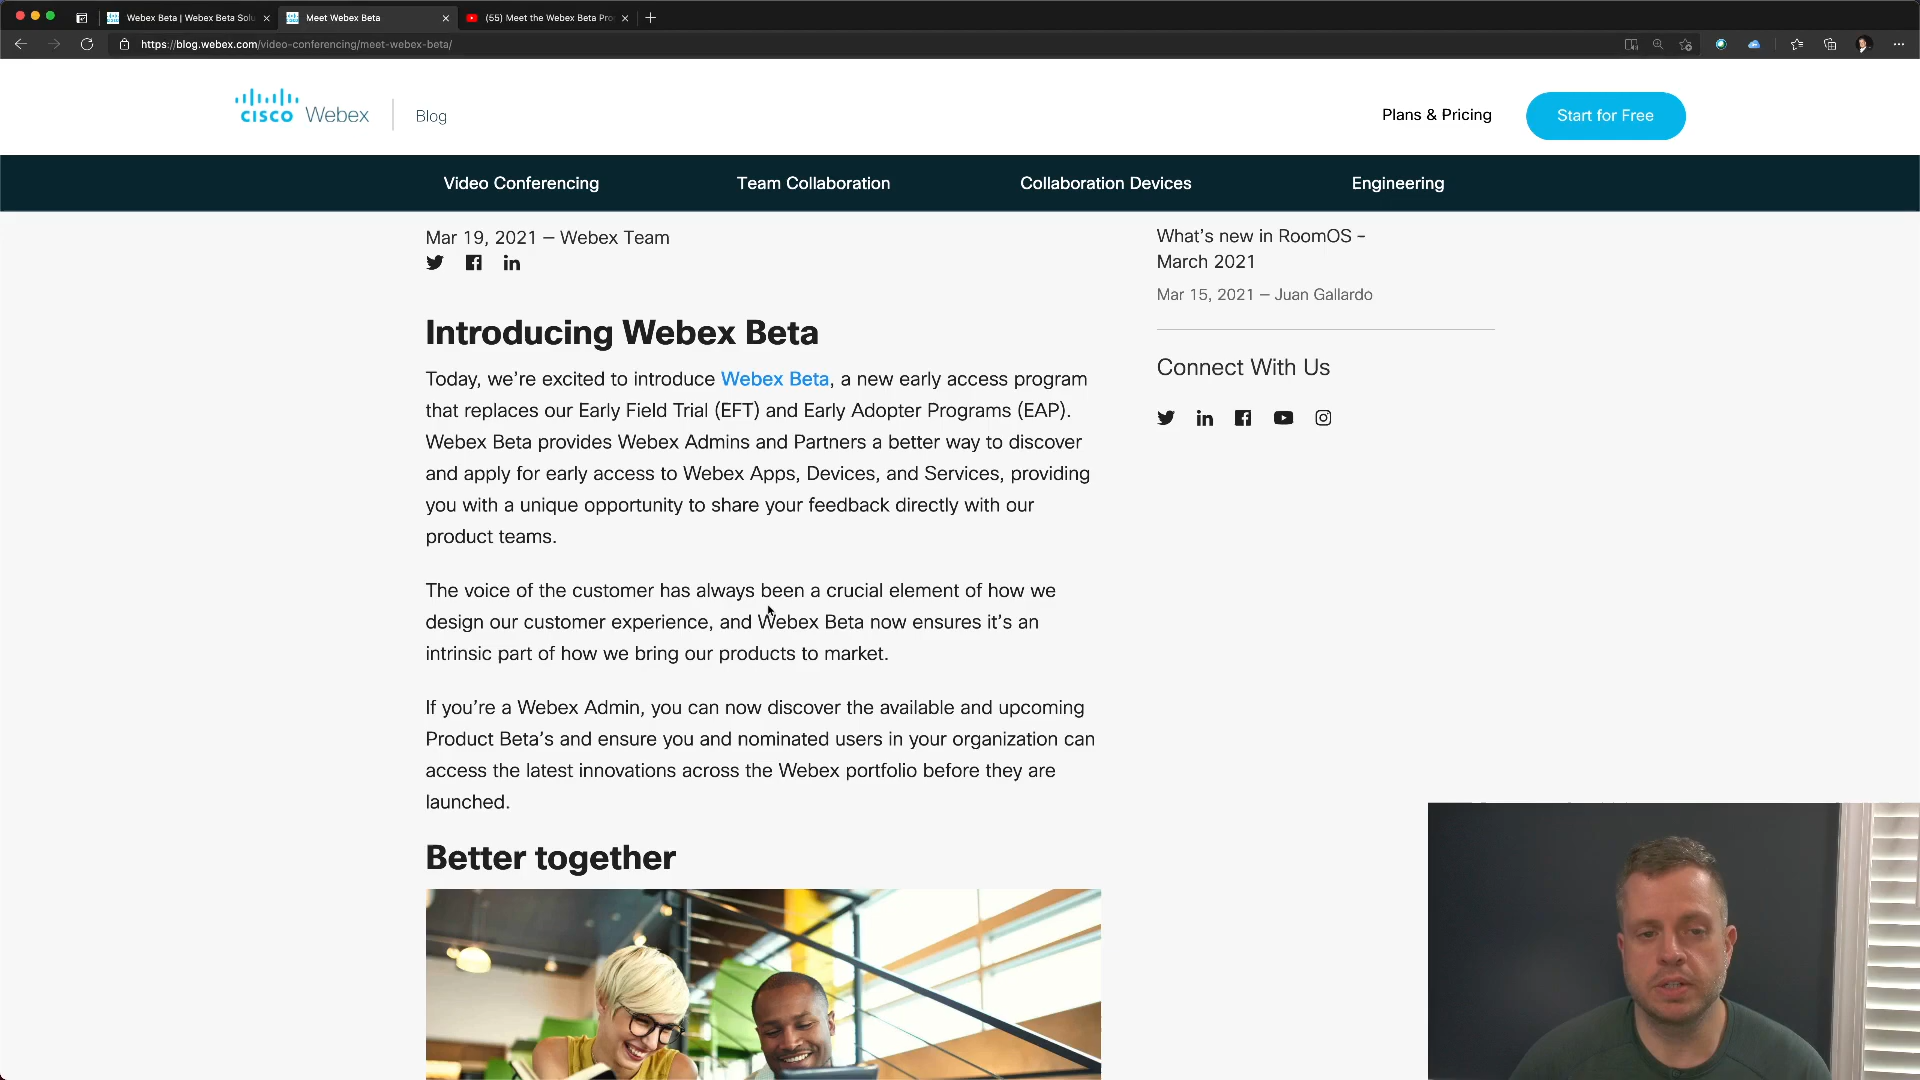 Webex Beta | Webex Beta Solu
Meet Webex Beta
(55) Meet the Webex Beta Pro
https://blog.webex.com/video-conferencing/meet-webex-beta/
CISCO Webex
Blog
Plans & Pricing
Start for Free
Video Conferencing
Team Collaboration
Collaboration Devices
Engineering
Mar 19, 2021 – Webex Team
Introducing Webex Beta
Today, we’re excited to introduce Webex Beta, a new early access program
that replaces our Early Field Trial (EFT) and Early Adopter Programs (EAP).
Webex Beta provides Webex Admins and Partners a better way to discover
and apply for early access to Webex Apps, Devices, and Services, providing
you with a unique opportunity to share your feedback directly with our
product teams.
The voice of the customer has always been a crucial element of how we
design our customer experience, and Webex Beta now ensures it’s an
intrinsic part of how we bring our products to market.
If you’re a Webex Admin, you can now discover the available and upcoming
Product Beta’s and ensure you and nominated users in your organization can
access the latest innovations across the Webex portfolio before they are
launched.
Better together
What’s new in RoomOS –
March 2021
Mar 15, 2021 – Juan Gallardo
Connect With Us